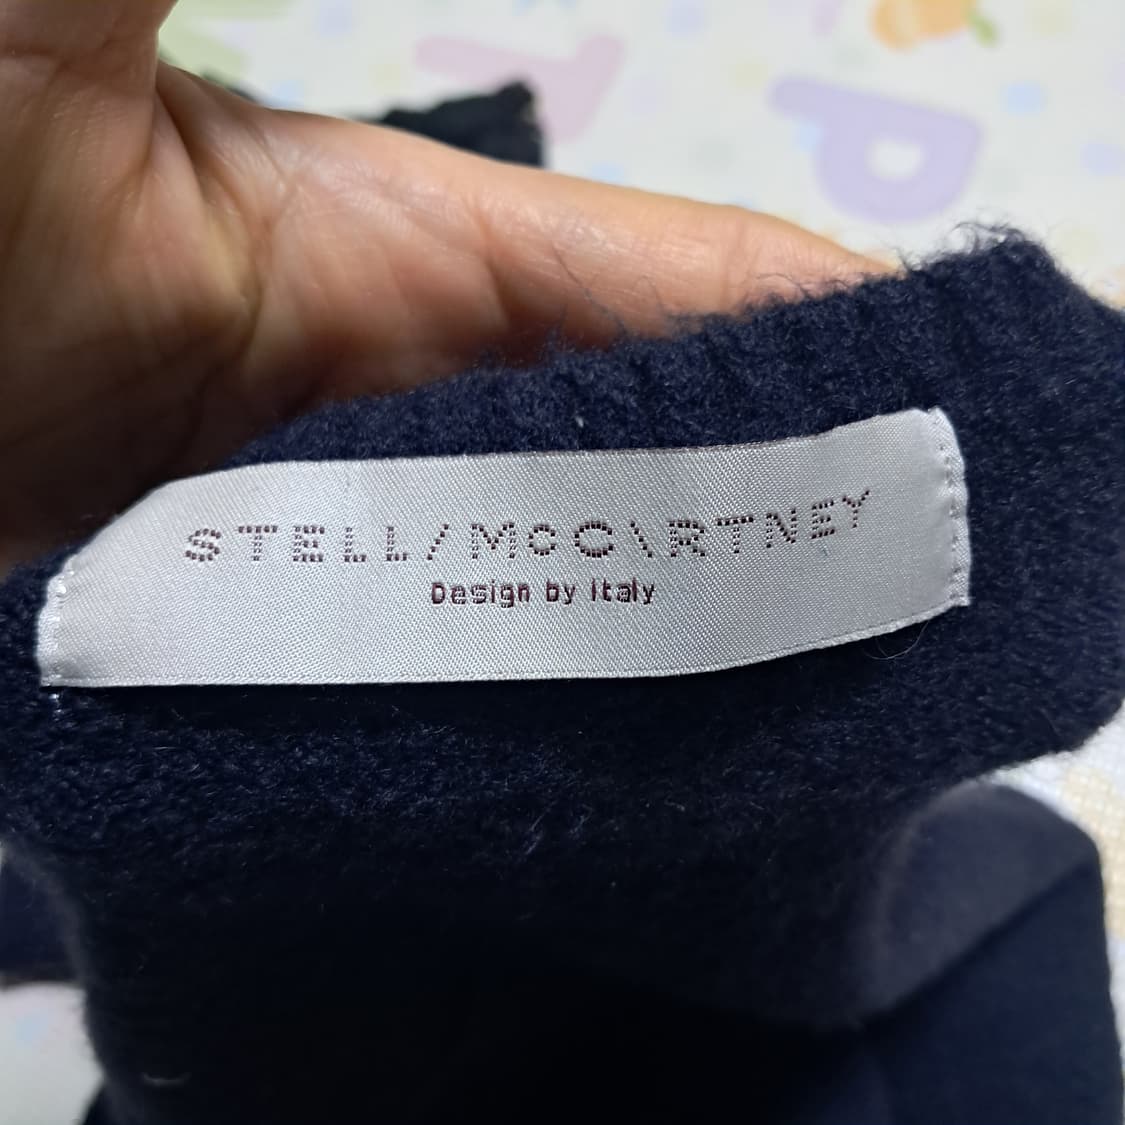 STELL/McC\RTNEY
Design by Italy
P